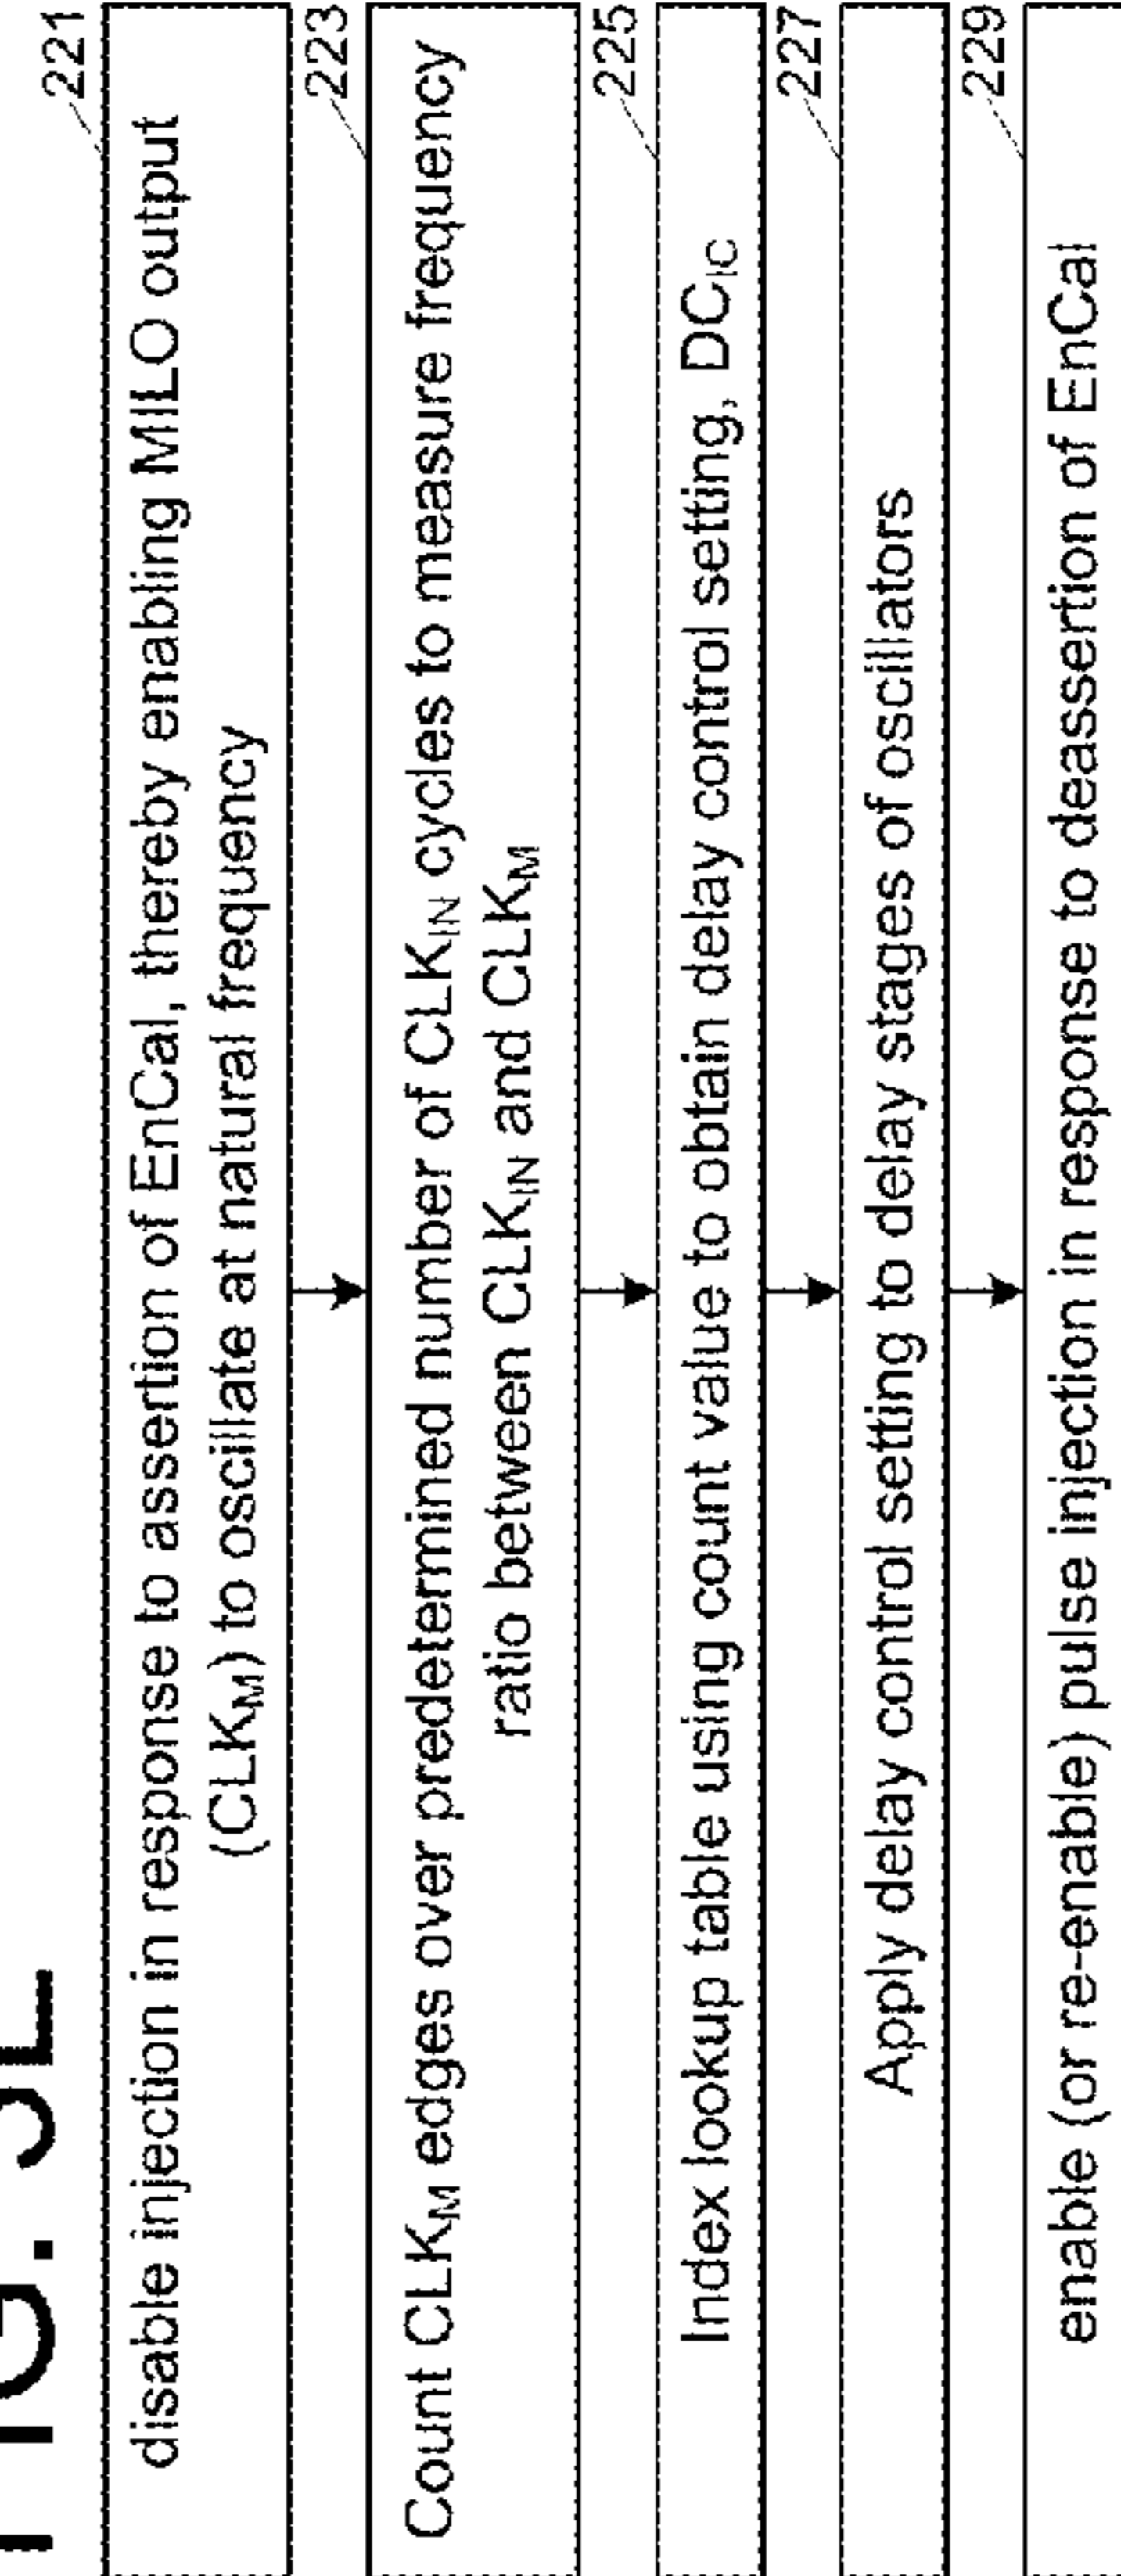 FIG.
221
disable injection in response to assertion of EnCal, thereby enabling MILO output
(CLKM) to oscillate at natural frequency
223
Count CLKM edges over predetermined number of CLKIN cycles to measure frequency
ratio between CLKIN and CLKM
225
Index lookup table using count value to obtain delay control setting, DCIC
227
Apply delay control setting to delay stages of oscillators
229
enable (or re-enable) pulse injection in response to deassertion of EnCal